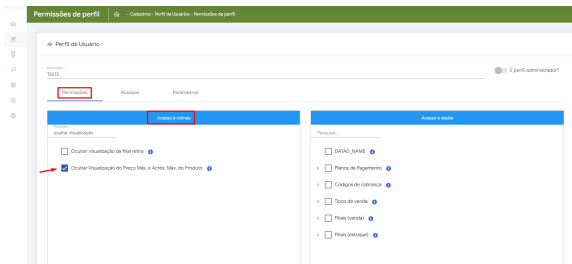 Permissões de perfil - Cadastros - Perfil de Usuários - Permissões de perfil
Perfil de Usuário
Descrição *
TESTE
É perfil administrador?
Permissões Acessos Parâmetros
Acesso à rotinas
Pesquisa...
ocultar visualização
Ocultar visualização da filial retira
Ocultar Visualização do Preço Máx. e Acrés. Máx. do Produto
Acesso a dados
Pesquisa...
DATA0_NAME
Planos de Pagamento
Códigos de cobrança
Tipos de venda
Filiais (venda)
Filiais (estoque)